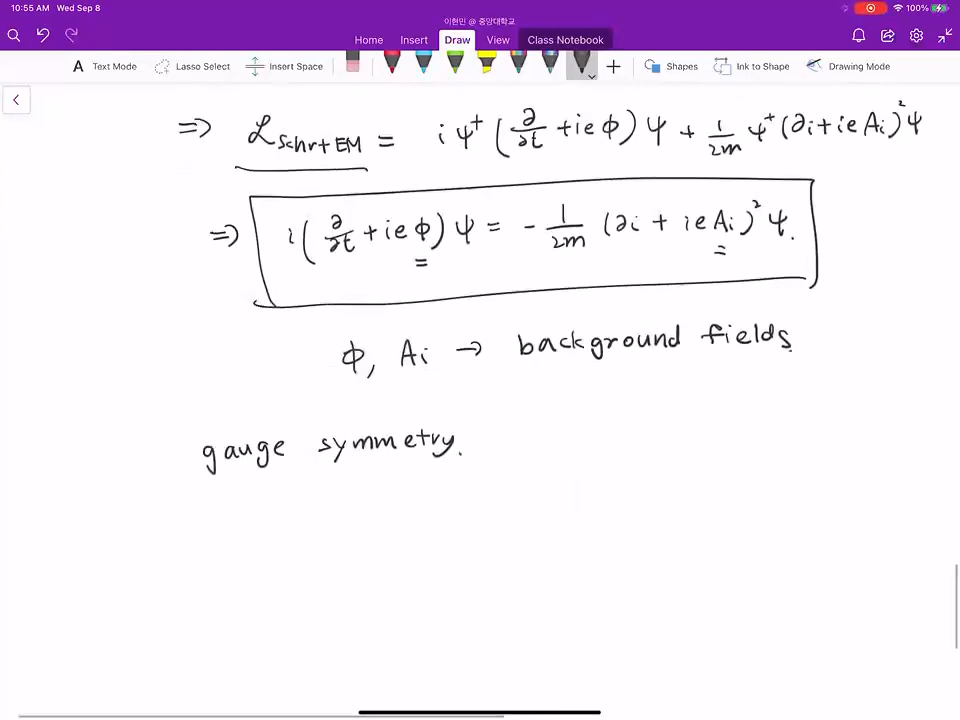 10:55 AM Wed Sep 8
100%
이현민 @ 중앙대학교
Home Insert Draw View Class Notebook
Text Mode Lasso Select Insert Space Shapes Ink to Shape Drawing Mode
⇒ ℒ_Schr+EM = iψ†(∂/∂t + ieϕ)ψ + 1/2m ψ†(∂i + ieAi)²ψ
⇒ i(∂/∂t + ieϕ)ψ = - 1/2m (∂i + ieAi)²ψ.
ϕ, Ai → background fields.
gauge symmetry.